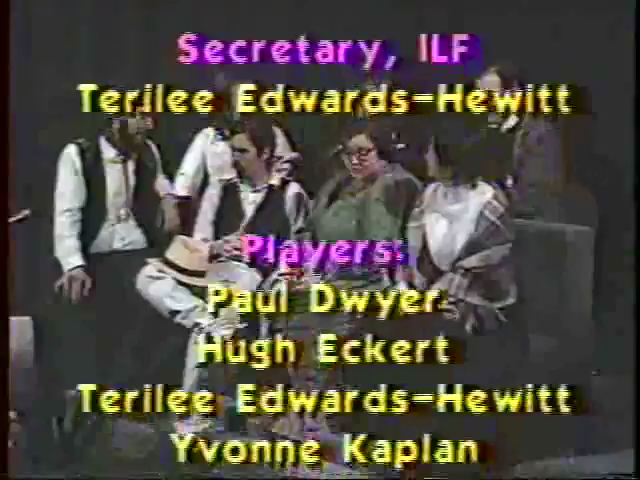 Secretary, ILF
Terilee Edwards-Hewitt
Players:
Paul Dwyer
Hugh Eckert
Terilee Edwards-Hewitt
Yvonne Kaplan